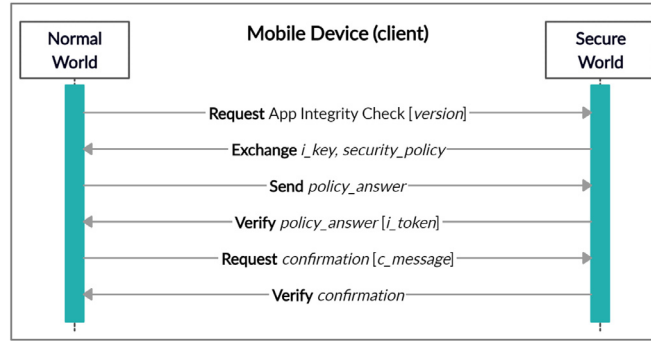 Normal
World
Mobile Device (client)
Secure
World
Request App Integrity Check [version]
Exchange i_key, security_policy
Send policy_answer
Verify policy_answer [i_token]
Request confirmation [c_message]
Verify confirmation